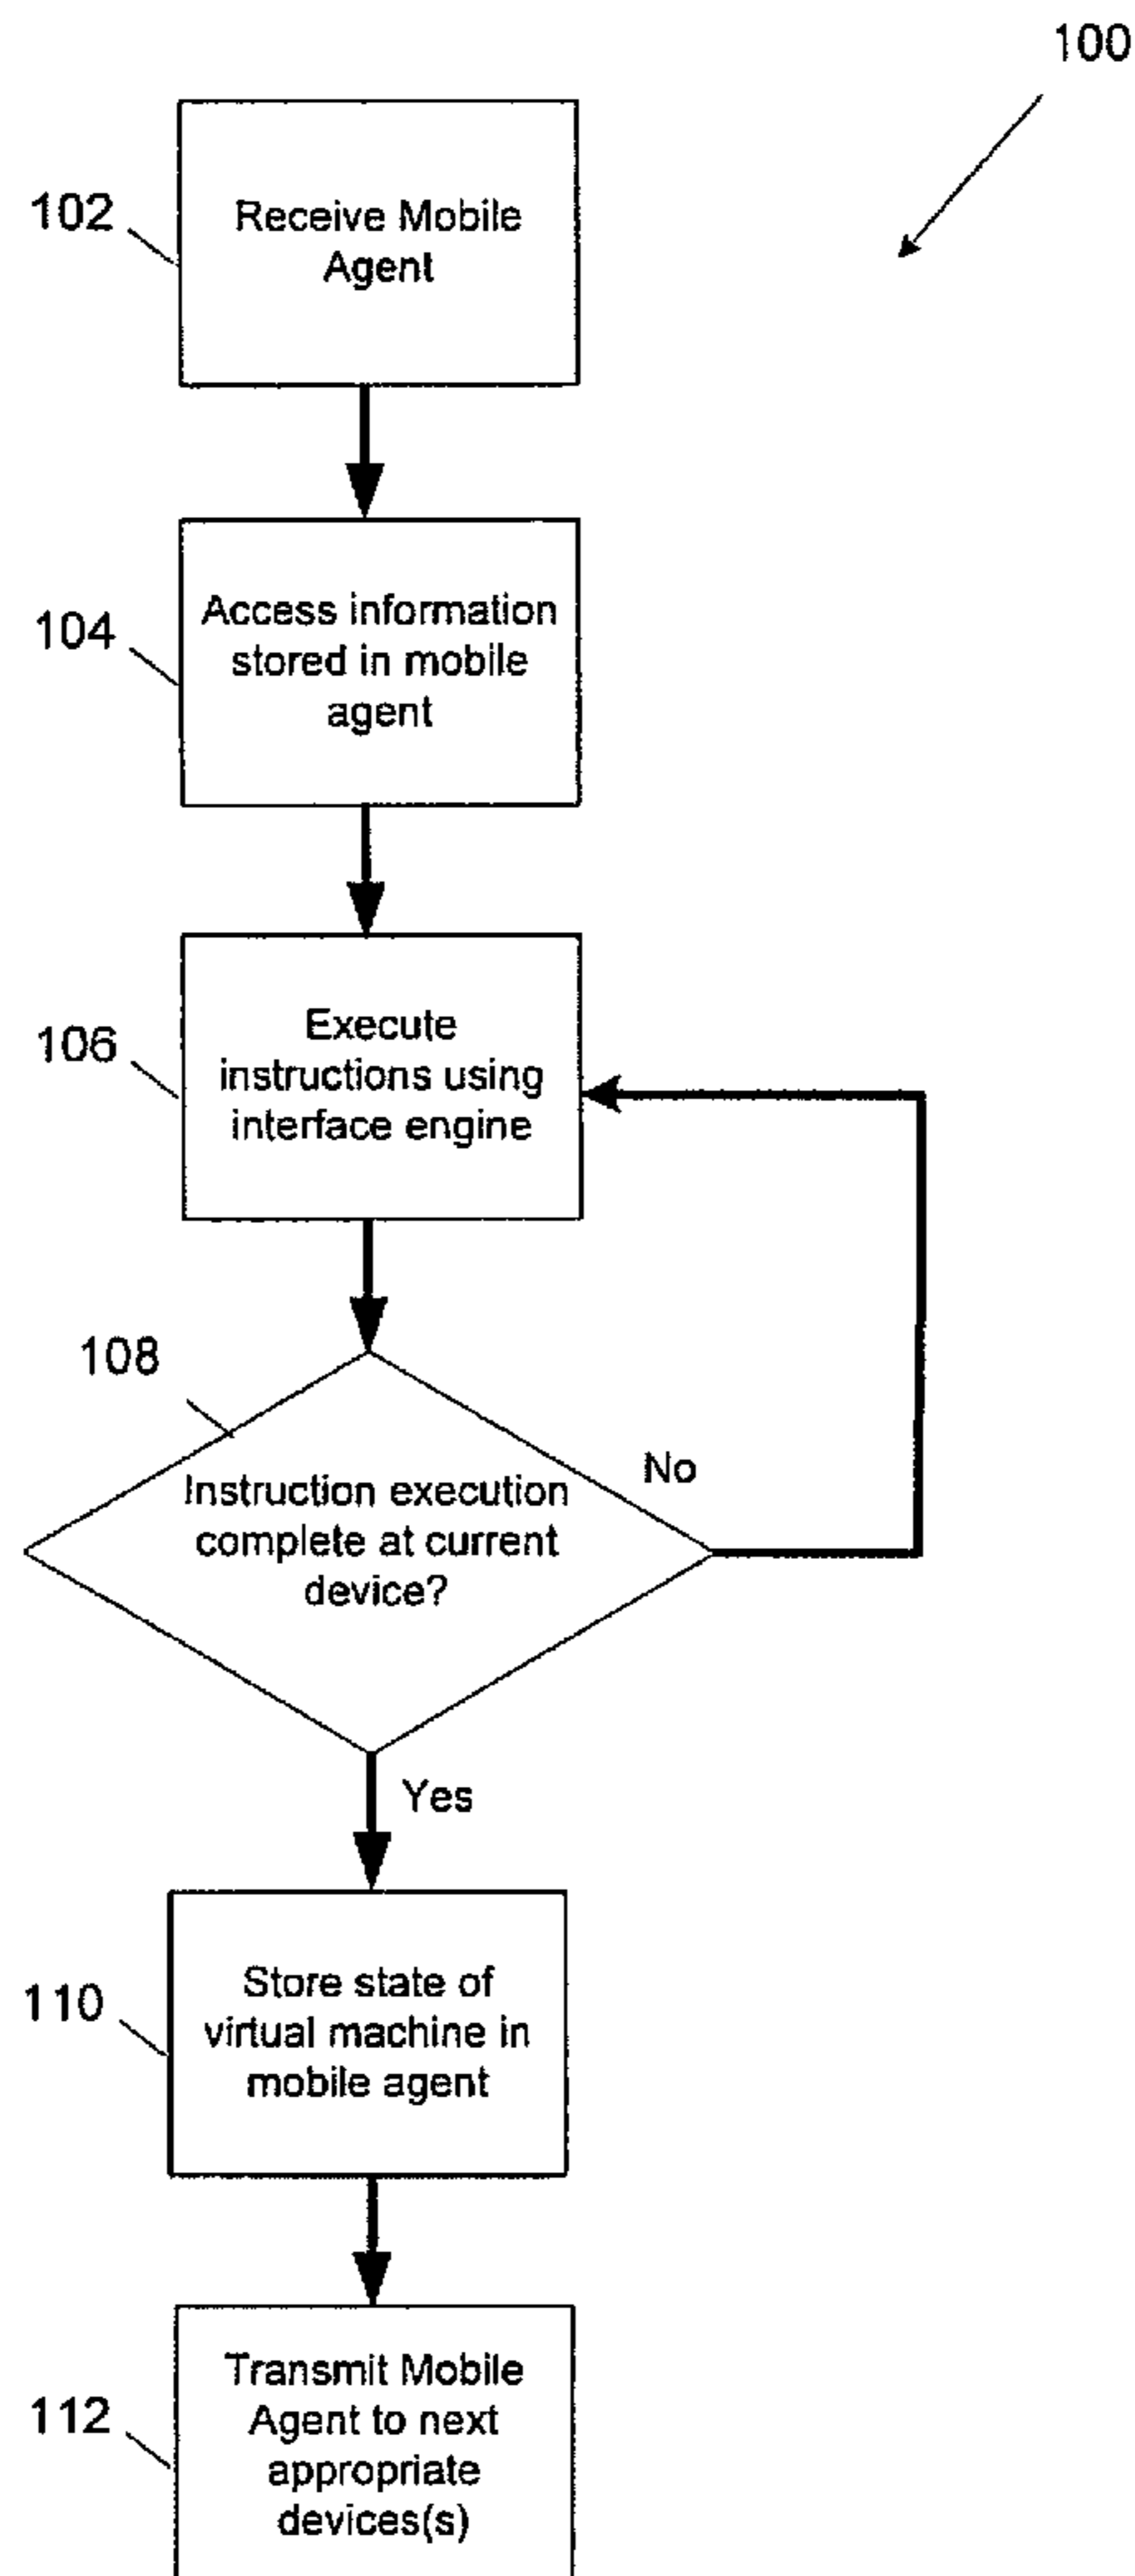 100
102
Receive Mobile
Agent
104
Access information
stored in mobile
agent
106
Execute
instructions using
interface engine
108
Instruction execution
complete at current
device?
No
Yes
110
Store state of
virtual machine in
mobile agent
112
Transmit Mobile
Agent to next
appropriate
devices(s)